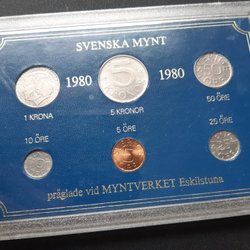 SVENSKA MYNT
1980 1980
1 KRONA 5 KRONOR 50 ÖRE
10 ÖRE 5 ÖRE 25 ÖRE
präglade vid MYNTVERKET Eskilstuna